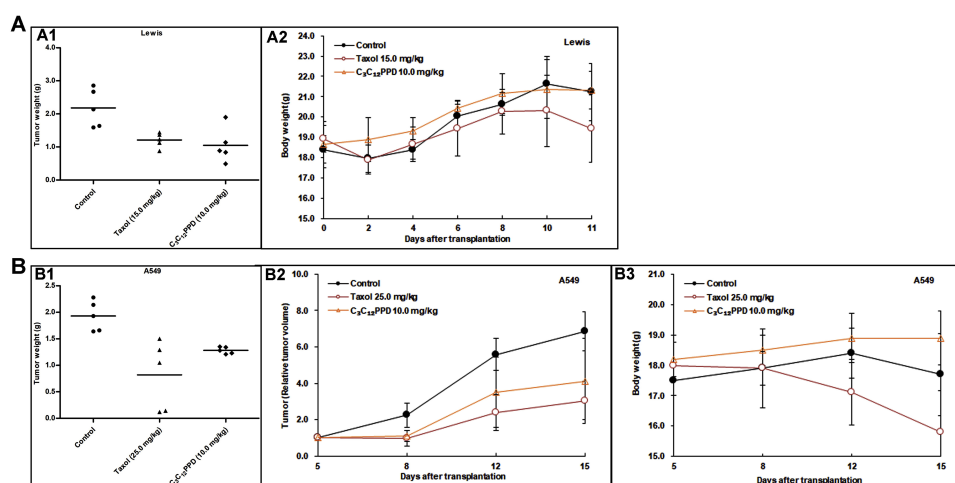 A
A1
Lewis
Tumor weight (g)
4.0
3.0
2.0
1.0
0.0
Control
Taxol (15.0 mg/kg)
C3C12PPD (10.0 mg/kg)
A2
Lewis
Control
Taxol 15.0 mg/kg
C3C12PPD 10.0 mg/kg
Body weight(g)
24.0
23.0
22.0
21.0
20.0
19.0
18.0
17.0
16.0
15.0
0 2 4 6 8 10 11
Days after transplantation
B
B1
A549
Tumor weight (g)
2.5
2.0
1.5
1.0
0.5
0.0
Control
Taxol (25.0 mg/kg)
C3C12PPD (10.0 mg/kg)
B2
A549
Control
Taxol 25.0 mg/kg
C3C12PPD 10.0 mg/kg
Tumor (Relative tumor volume)
10.0
8.0
6.0
4.0
2.0
0.0
5 8 12 15
Days after transplantation
B3
A549
Control
Taxol 25.0 mg/kg
C3C12PPD 10.0 mg/kg
Body weight(g)
21.0
20.0
19.0
18.0
17.0
16.0
15.0
5 8 12 15
Days after transplantation